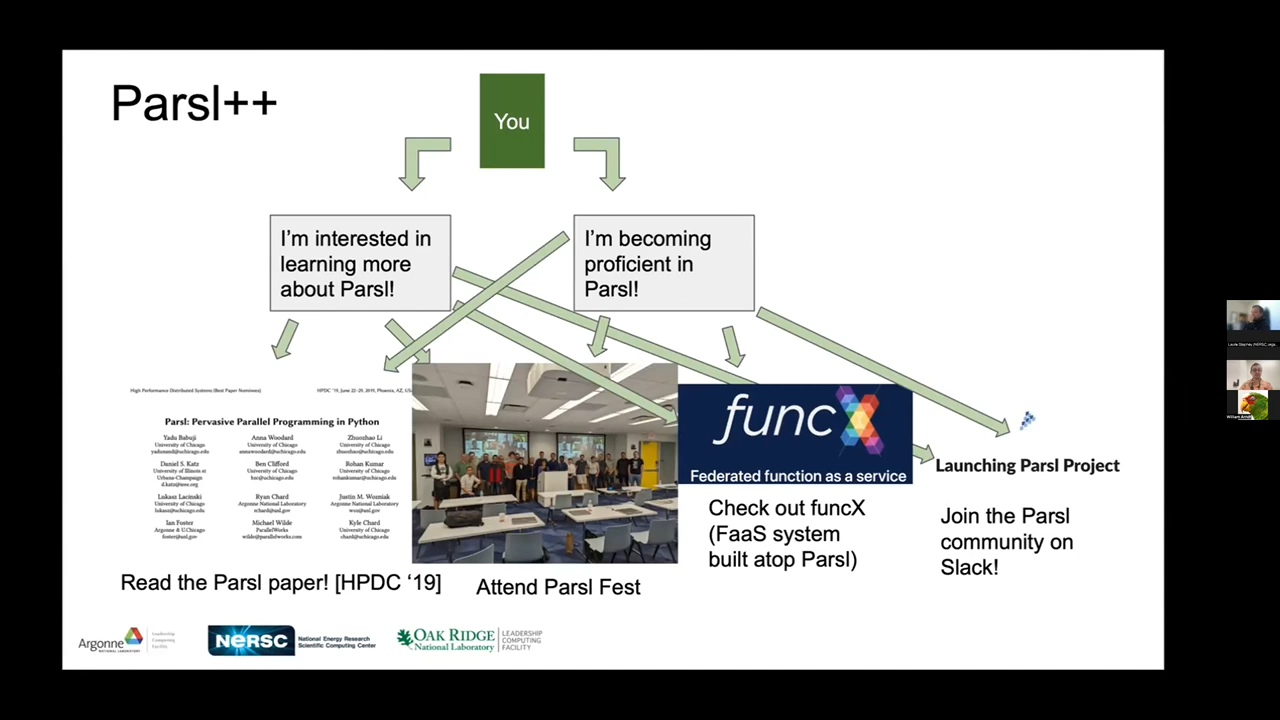 Parsl++
You
I'm interested in
learning more
about Parsl!
I'm becoming
proficient in
Parsl!
High Performance Distributed Systems (Best Paper Nominees)
HPDC '19, June 22–29, 2019, Phoenix, AZ, USA
Parsl: Pervasive Parallel Programming in Python
Yadu Babuji
University of Chicago
yadunand@uchicago.edu
Anna Woodard
University of Chicago
annawoodard@uchicago.edu
Zhuozhao Li
University of Chicago
zhuozhao@uchicago.edu
Daniel S. Katz
University of Illinois at
Urbana-Champaign
d.katz@ieee.org
Ben Clifford
University of Chicago
bzc@uchicago.edu
Rohan Kumar
University of Chicago
rohankumar@uchicago.edu
Lukasz Lacinski
University of Chicago
lukasz@uchicago.edu
Ryan Chard
Argonne National Laboratory
rchard@anl.gov
Justin M. Wozniak
Argonne National Laboratory
woz@anl.gov
Ian Foster
Argonne & U.Chicago
foster@anl.gov
Michael Wilde
ParallelWorks
wilde@parallelworks.com
Kyle Chard
University of Chicago
chard@uchicago.edu
Read the Parsl paper! [HPDC '19]
Attend Parsl Fest
funcX
Federated function as a service
Check out funcX
(FaaS system
built atop Parsl)
Launching Parsl Project
Join the Parsl
community on
Slack!
Argonne
NATIONAL LABORATORY
Leadership
Computing
Facility
NERSC
National Energy Research
Scientific Computing Center
OAK RIDGE
National Laboratory
LEADERSHIP
COMPUTING
FACILITY